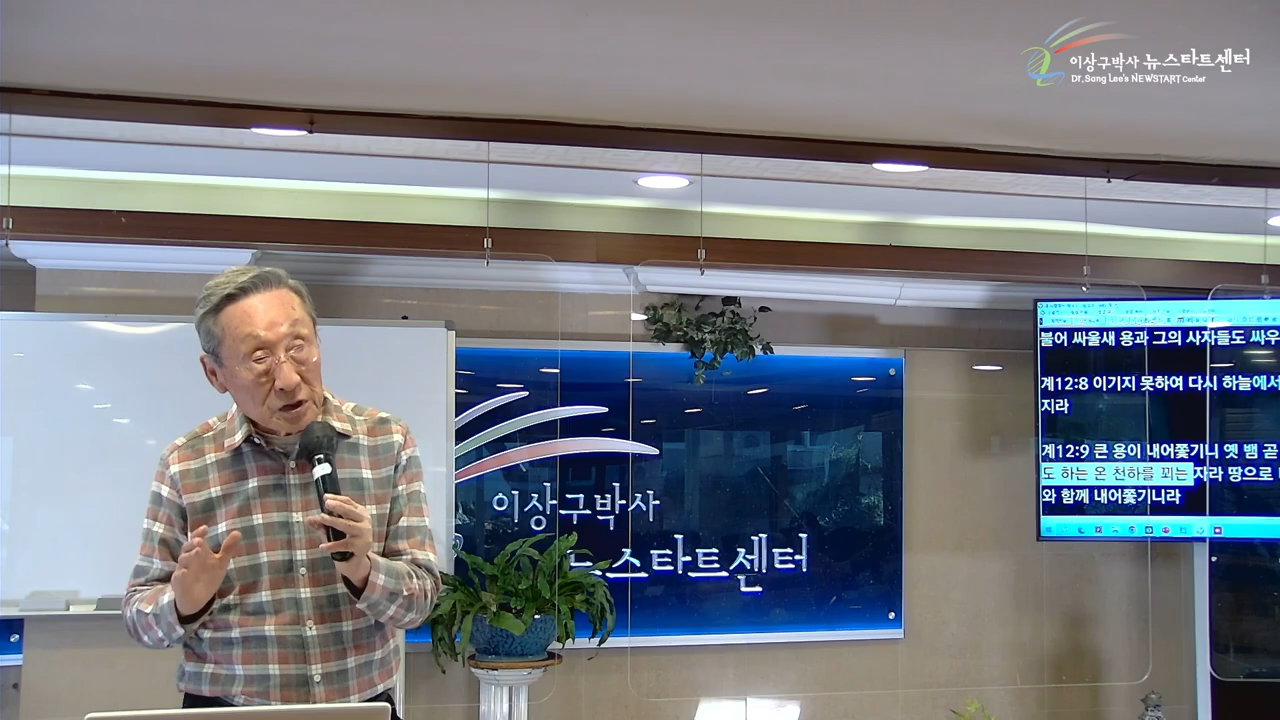 이상구박사 뉴스타트센터
Dr. Sang Lee's NEWSTART Center
불어 싸울새 용과 그의 사자들도 싸우
계12:8 이기지 못하여 다시 하늘에서
지라
계12:9 큰 용이 내어쫓기니 옛 뱀 곧
도 하는 온 천하를 꾀는 자라 땅으로
와 함께 내어쫓기니라
이상구박사
뉴스타트센터